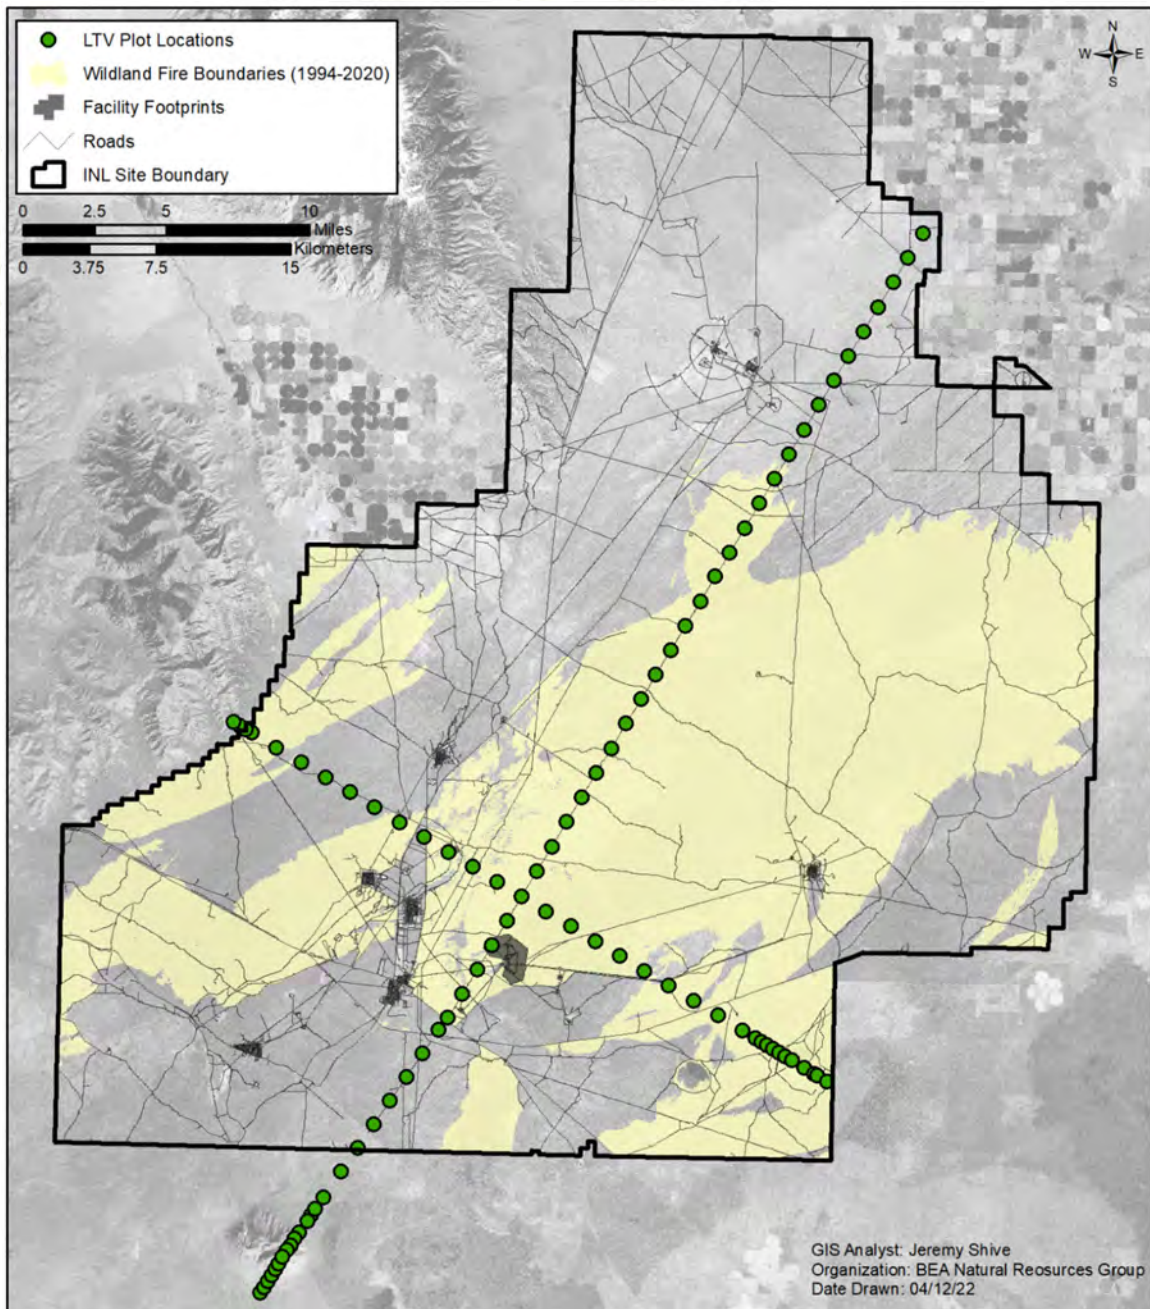 LTV Plot Locations
Wildland Fire Boundaries (1994-2020)
Facility Footprints
Roads
INL Site Boundary
0 2.5 5 10
Miles
Kilometers
0 3.75 7.5 15
N
W E
S
GIS Analyst: Jeremy Shive
Organization: BEA Natural Reosurces Group
Date Drawn: 04/12/22